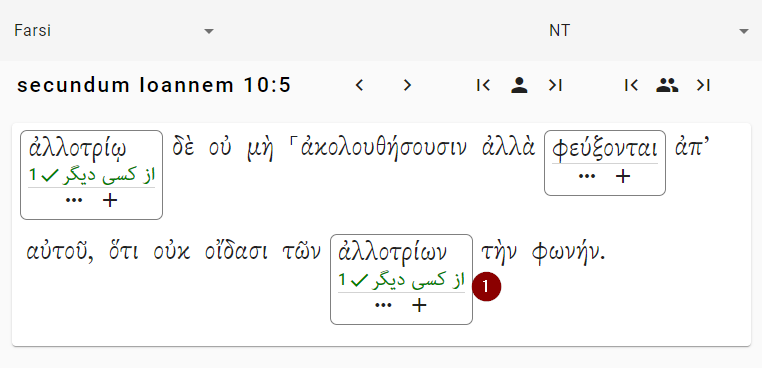 Farsi NT
secundum Ioannem 10:5
ἀλλοτρίῳ δὲ οὐ μὴ ⸀ἀκολουθήσουσιν ἀλλὰ φεύξονται ἀπ’
از کسی دیگر ✓ 1
αὐτοῦ, ὅτι οὐκ οἴδασι τῶν ἀλλοτρίων τὴν φωνήν.
از کسی دیگر ✓ 1
1